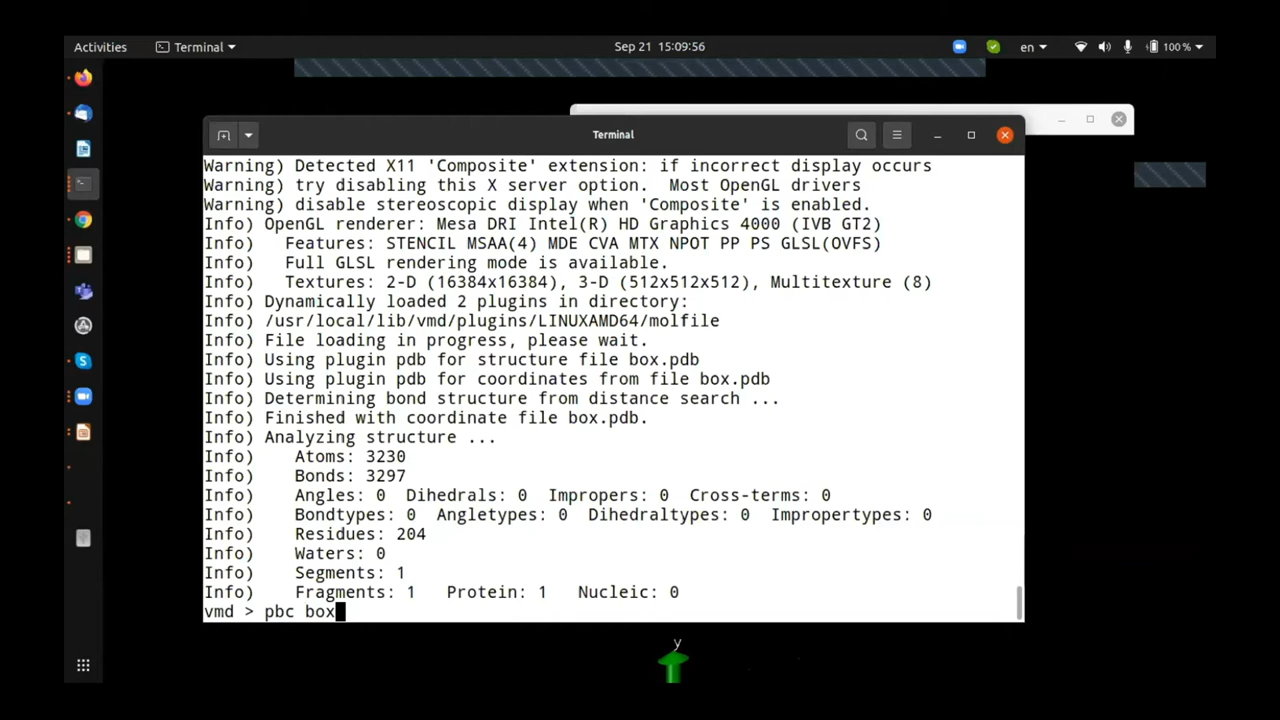 Activities
Terminal
Sep 21 15:09:56
en
100 %
Terminal
Warning) Detected X11 'Composite' extension: if incorrect display occurs
Warning) try disabling this X server option.  Most OpenGL drivers
Warning) disable stereoscopic display when 'Composite' is enabled.
Info) OpenGL renderer: Mesa DRI Intel(R) HD Graphics 4000 (IVB GT2)
Info)   Features: STENCIL MSAA(4) MDE CVA MTX NPOT PP PS GLSL(OVFS)
Info)   Full GLSL rendering mode is available.
Info)   Textures: 2-D (16384x16384), 3-D (512x512x512), Multitexture (8)
Info) Dynamically loaded 2 plugins in directory:
Info) /usr/local/lib/vmd/plugins/LINUXAMD64/molfile
Info) File loading in progress, please wait.
Info) Using plugin pdb for structure file box.pdb
Info) Using plugin pdb for coordinates from file box.pdb
Info) Determining bond structure from distance search ...
Info) Finished with coordinate file box.pdb.
Info) Analyzing structure ...
Info)    Atoms: 3230
Info)    Bonds: 3297
Info)    Angles: 0  Dihedrals: 0  Impropers: 0  Cross-terms: 0
Info)    Bondtypes: 0  Angletypes: 0  Dihedraltypes: 0  Impropertypes: 0
Info)    Residues: 204
Info)    Waters: 0
Info)    Segments: 1
Info)    Fragments: 1   Protein: 1   Nucleic: 0
vmd > pbc box
y